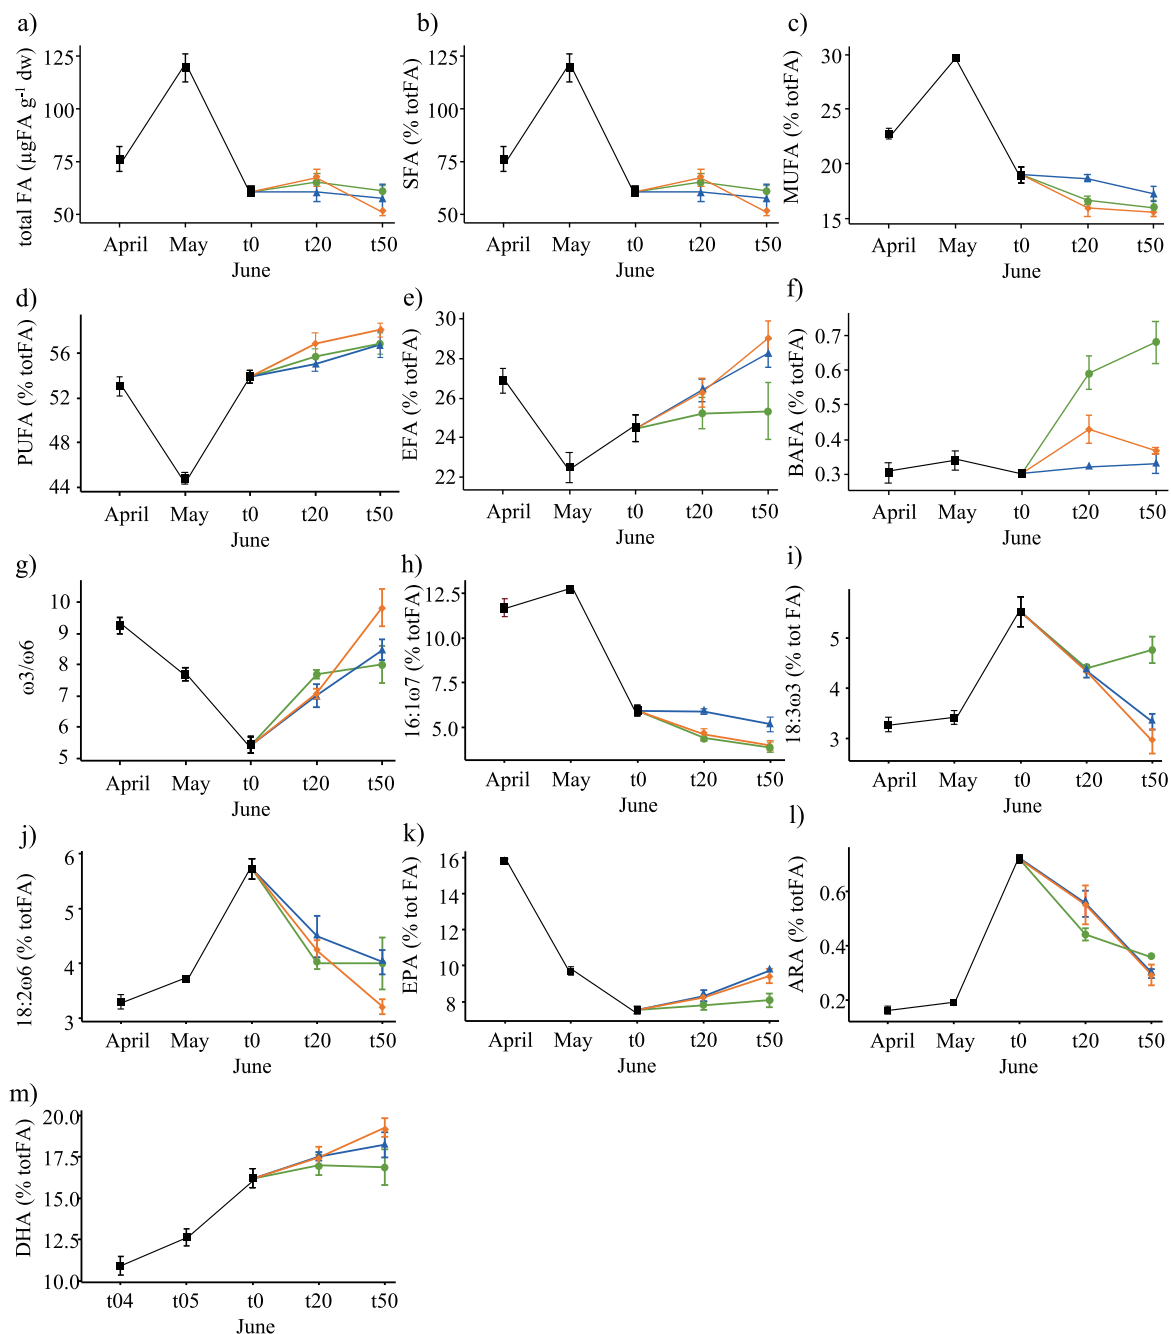 a)
total FA (µgFA g⁻¹ dw)
125
100
75
50
April May t0 t20 t50
June
b)
SFA (% totFA)
125
100
75
50
April May t0 t20 t50
June
c)
MUFA (% totFA)
30
20
18
15
April May t0 t20 t50
June
d)
PUFA (% totFA)
56
52
48
44
April May t0 t20 t50
June
e)
EFA (% totFA)
30
28
26
24
22
April May t0 t20 t50
June
f)
BAFA (% totFA)
0.7
0.6
0.5
0.4
0.3
April May t0 t20 t50
June
g)
ω3/ω6
10
9
8
7
6
5
April May t0 t20 t50
June
h)
16:1ω7 (% totFA)
12.5
10.0
5.0
April May t0 t20 t50
June
i)
18:3ω3 (% tot FA)
5
4
3
April May t0 t20 t50
June
j)
18:2ω6 (% totFA)
6
5
4
3
April May t0 t20 t50
June
k)
EPA (% tot FA)
16
14
12
10
8
April May t0 t20 t50
June
l)
ARA (% totFA)
0.6
0.4
0.2
April May t0 t20 t50
June
m)
DHA (% totFA)
20.0
17.5
15.0
12.5
10.0
t04 t05 t0 t20 t50
June